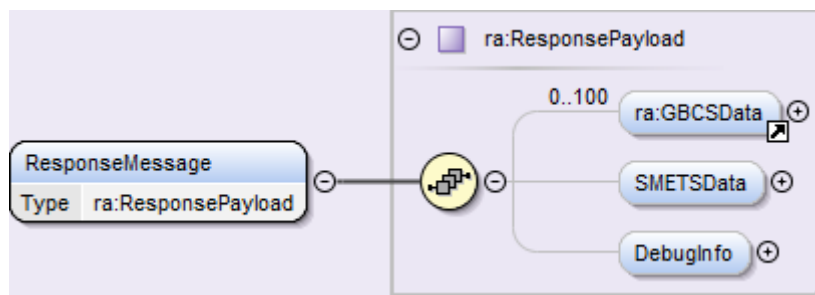 ra:ResponsePayload
0..100
ra:GBCSData
ResponseMessage
Type ra:ResponsePayload
SMETSData
DebugInfo